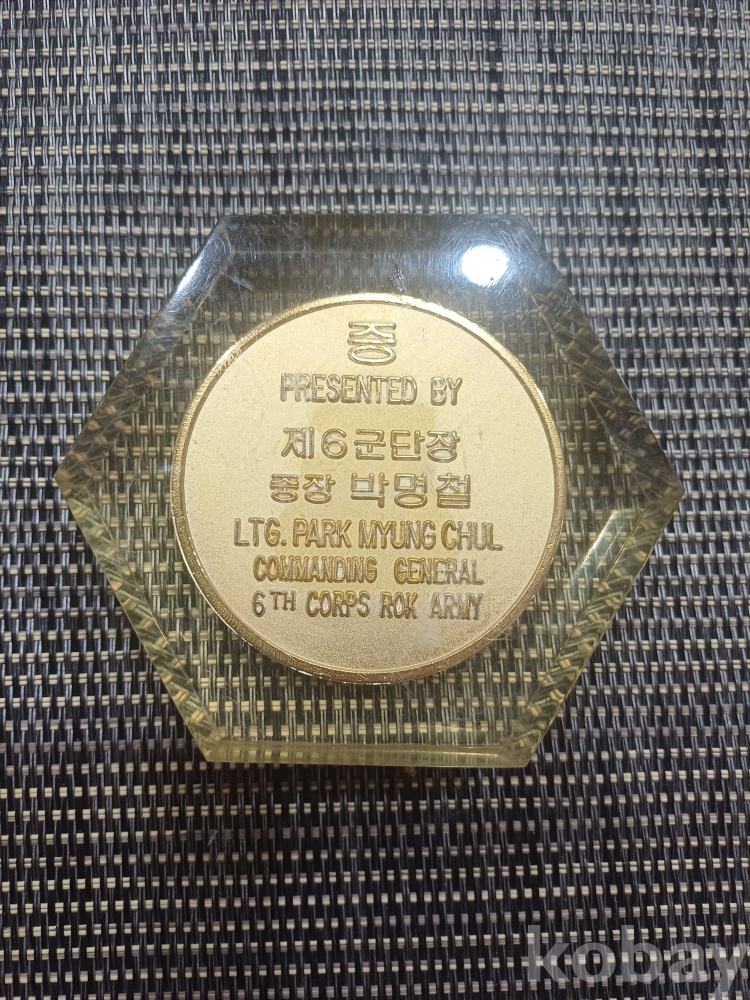 증
PRESENTED BY
제6군단장
중장 박명철
LTG. PARK MYUNG CHUL
COMMANDING GENERAL
6TH CORPS ROK ARMY
kobay